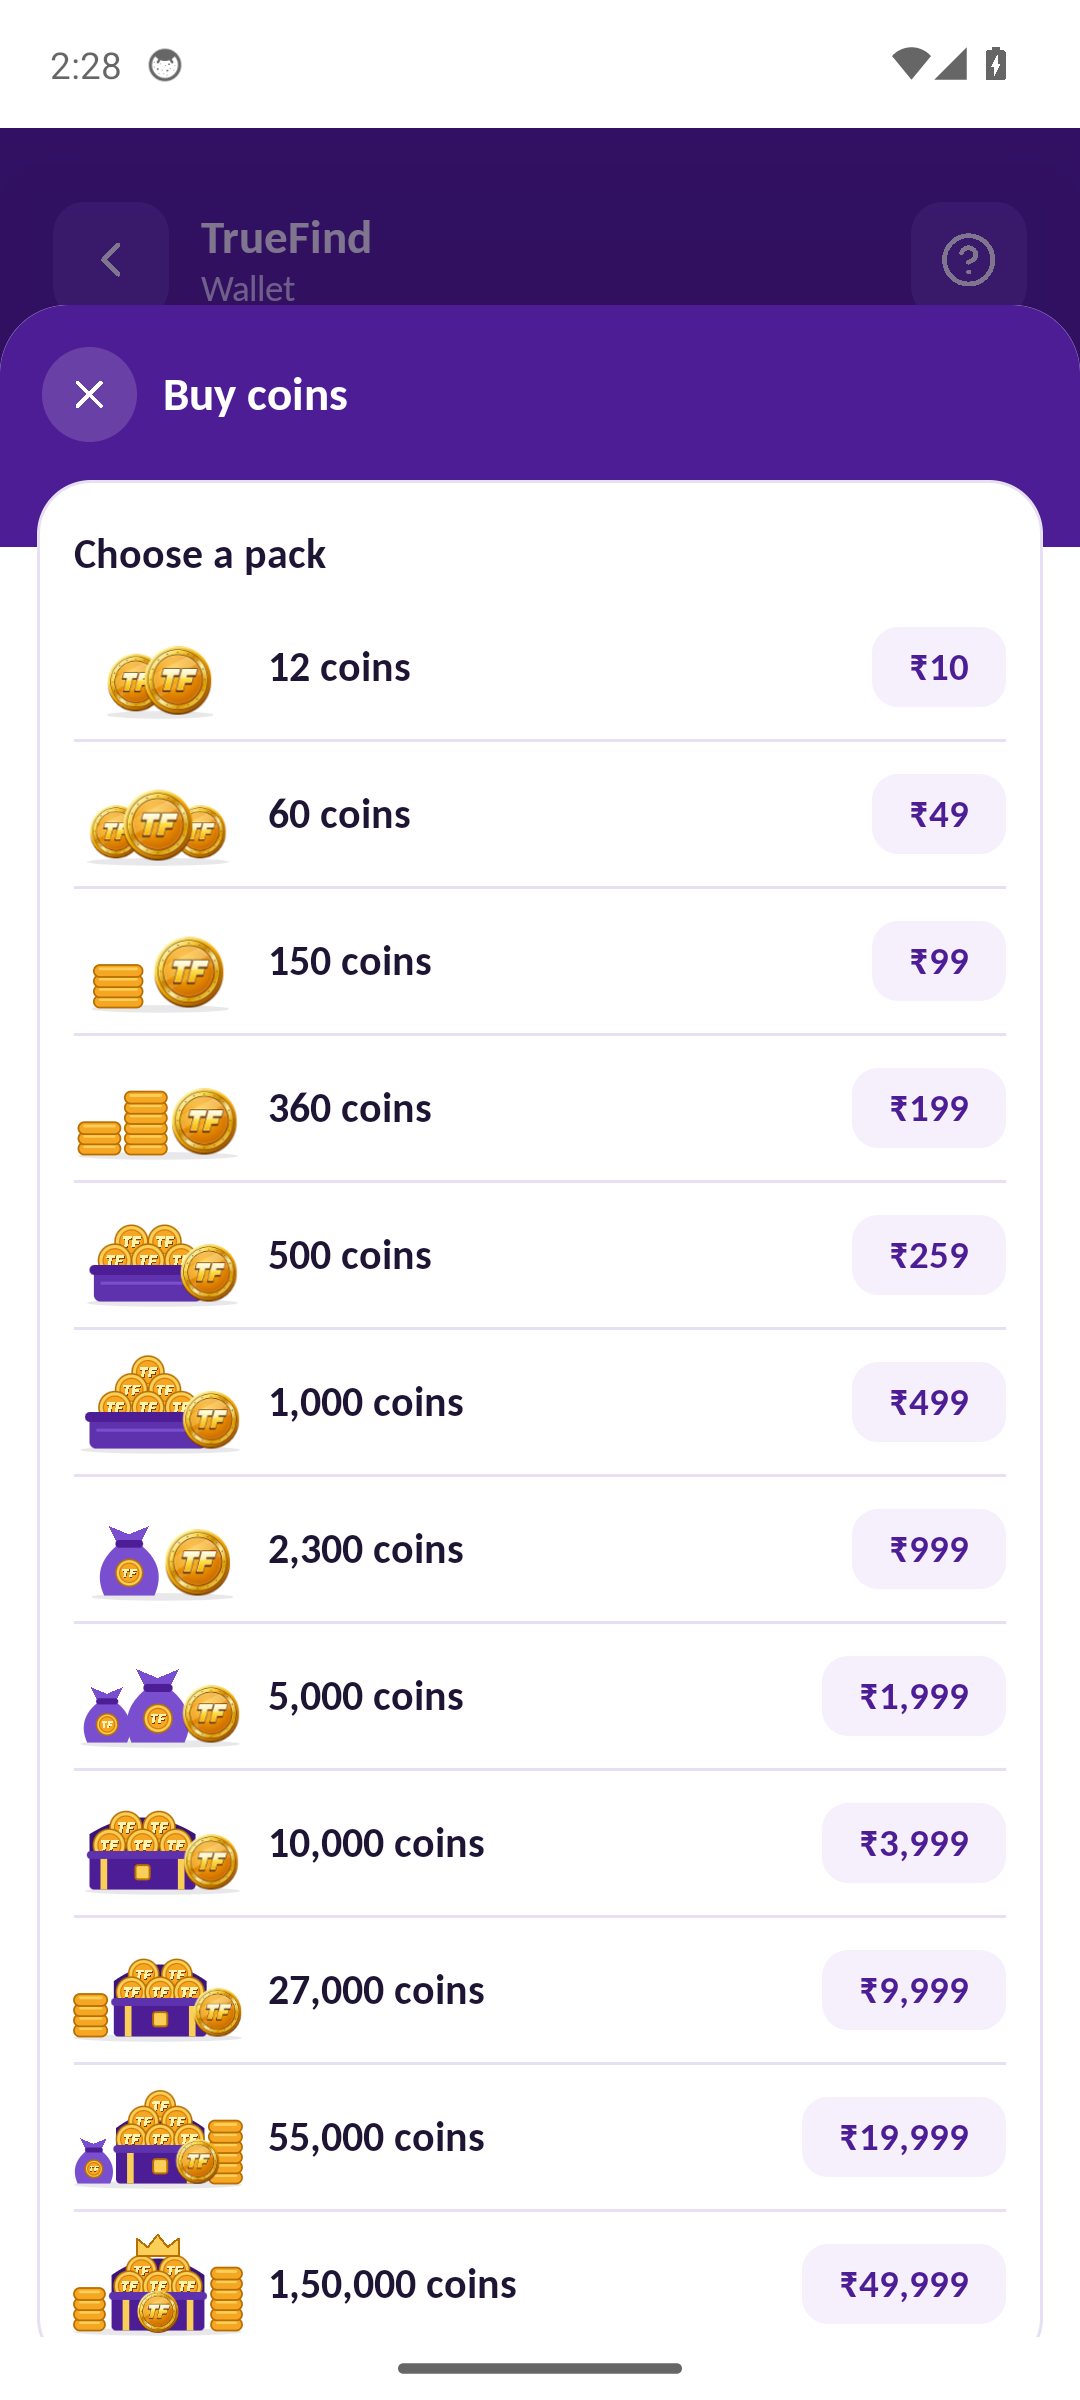 2:28
TrueFind
Wallet
Buy coins
Choose a pack
12 coins ₹10
60 coins ₹49
150 coins ₹99
360 coins ₹199
500 coins ₹259
1,000 coins ₹499
2,300 coins ₹999
5,000 coins ₹1,999
10,000 coins ₹3,999
27,000 coins ₹9,999
55,000 coins ₹19,999
1,50,000 coins ₹49,999